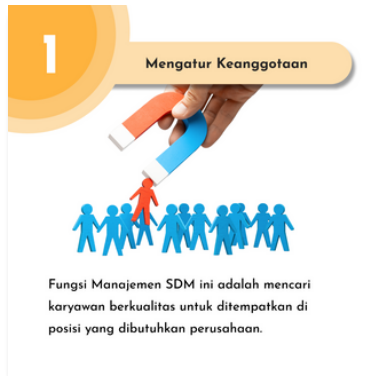 1
Mengatur Keanggotaan
Fungsi Manajemen SDM ini adalah mencari
karyawan berkualitas untuk ditempatkan di
posisi yang dibutuhkan perusahaan.